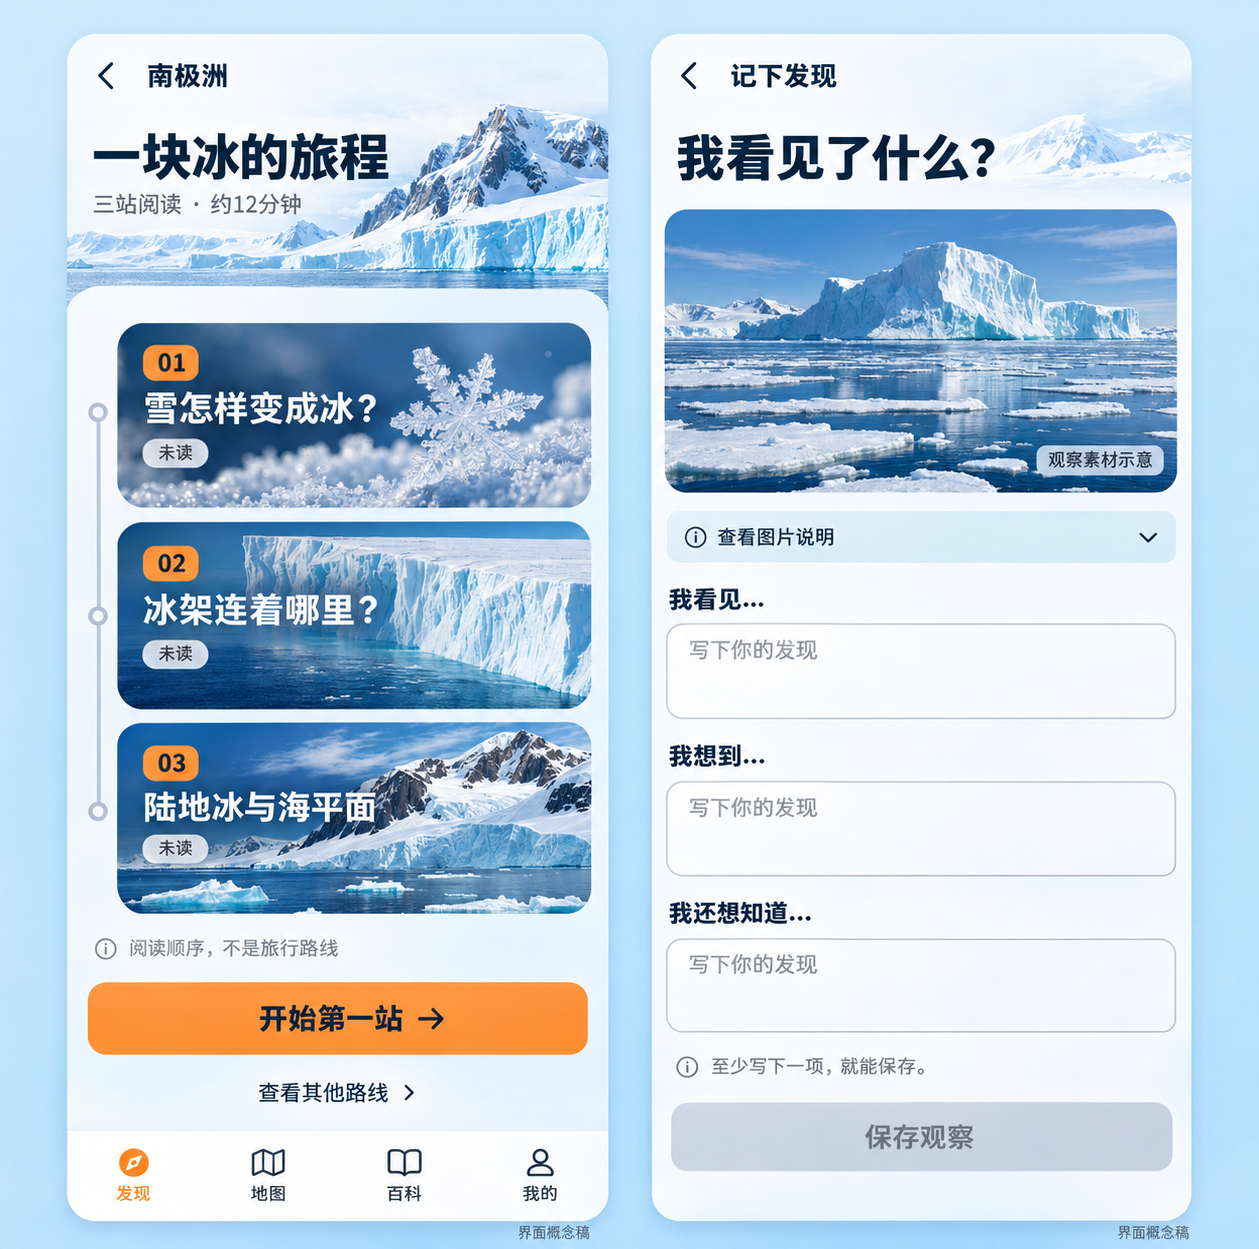 南极洲
一块冰的旅程
三站阅读 · 约12分钟
01
雪怎样变成冰？
未读
02
冰架连着哪里？
未读
03
陆地冰与海平面
未读
阅读顺序，不是旅行路线
开始第一站 →
查看其他路线 >
发现
地图
百科
我的
界面概念稿
记下发现
我看见了什么？
观察素材示意
查看图片说明
我看见...
写下你的发现
我想到...
写下你的发现
我还想知道...
写下你的发现
至少写下一项，就能保存。
保存观察
界面概念稿